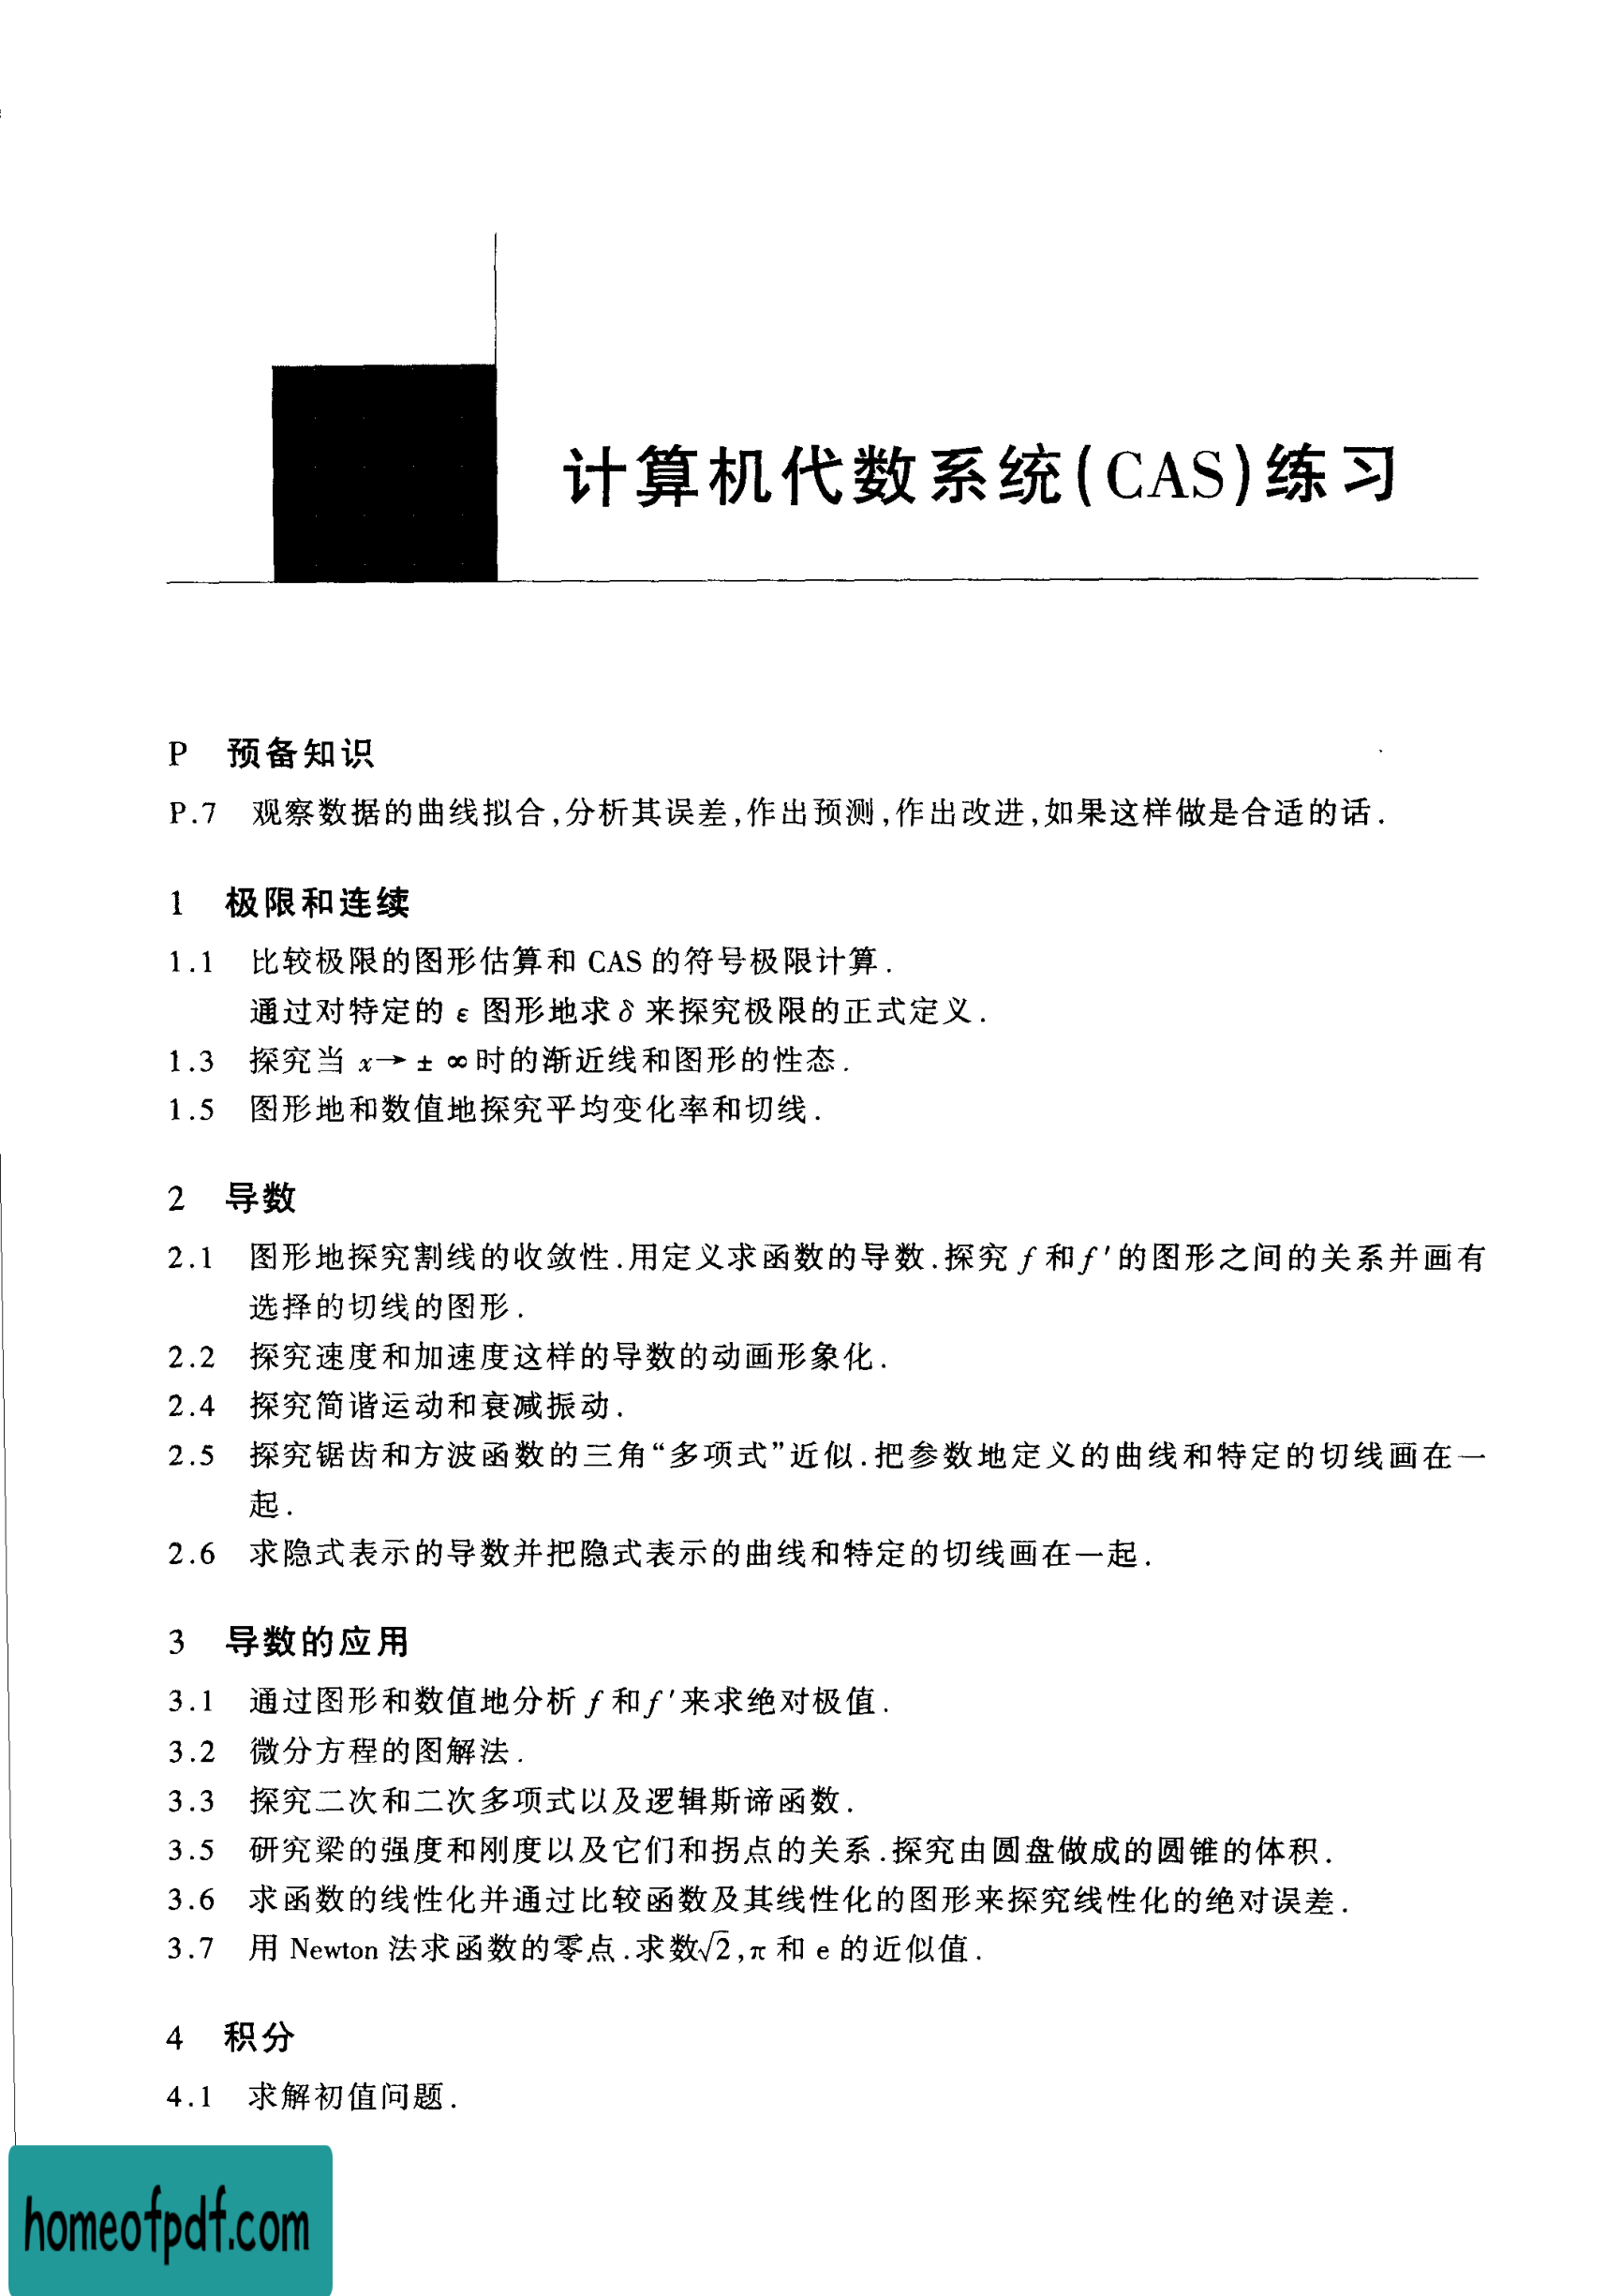 计算机代数系统(CAS)练习
P 预备知识
P.7 观察数据的曲线拟合,分析其误差,作出预测,作出改进,如果这样做是合适的话.
1 极限和连续
1.1 比较极限的图形估算和 CAS 的符号极限计算.
通过对特定的 ε 图形地求 δ 来探究极限的正式定义.
1.3 探究当 x→ ± ∞时的渐近线和图形的性态.
1.5 图形地和数值地探究平均变化率和切线.
2 导数
2.1 图形地探究割线的收敛性.用定义求函数的导数.探究 f 和f′的图形之间的关系并画有
选择的切线的图形.
2.2 探究速度和加速度这样的导数的动画形象化.
2.4 探究简谐运动和衰减振动.
2.5 探究锯齿和方波函数的三角“多项式”近似.把参数地定义的曲线和特定的切线画在一
起.
2.6 求隐式表示的导数并把隐式表示的曲线和特定的切线画在一起.
3 导数的应用
3.1 通过图形和数值地分析 f 和f′来求绝对极值.
3.2 微分方程的图解法.
3.3 探究二次和二次多项式以及逻辑斯谛函数.
3.5 研究梁的强度和刚度以及它们和拐点的关系.探究由圆盘做成的圆锥的体积.
3.6 求函数的线性化并通过比较函数及其线性化的图形来探究线性化的绝对误差.
3.7 用 Newton 法求函数的零点.求数√2,π 和 e 的近似值.
4 积分
4.1 求解初值问题.
homeofpdf.com